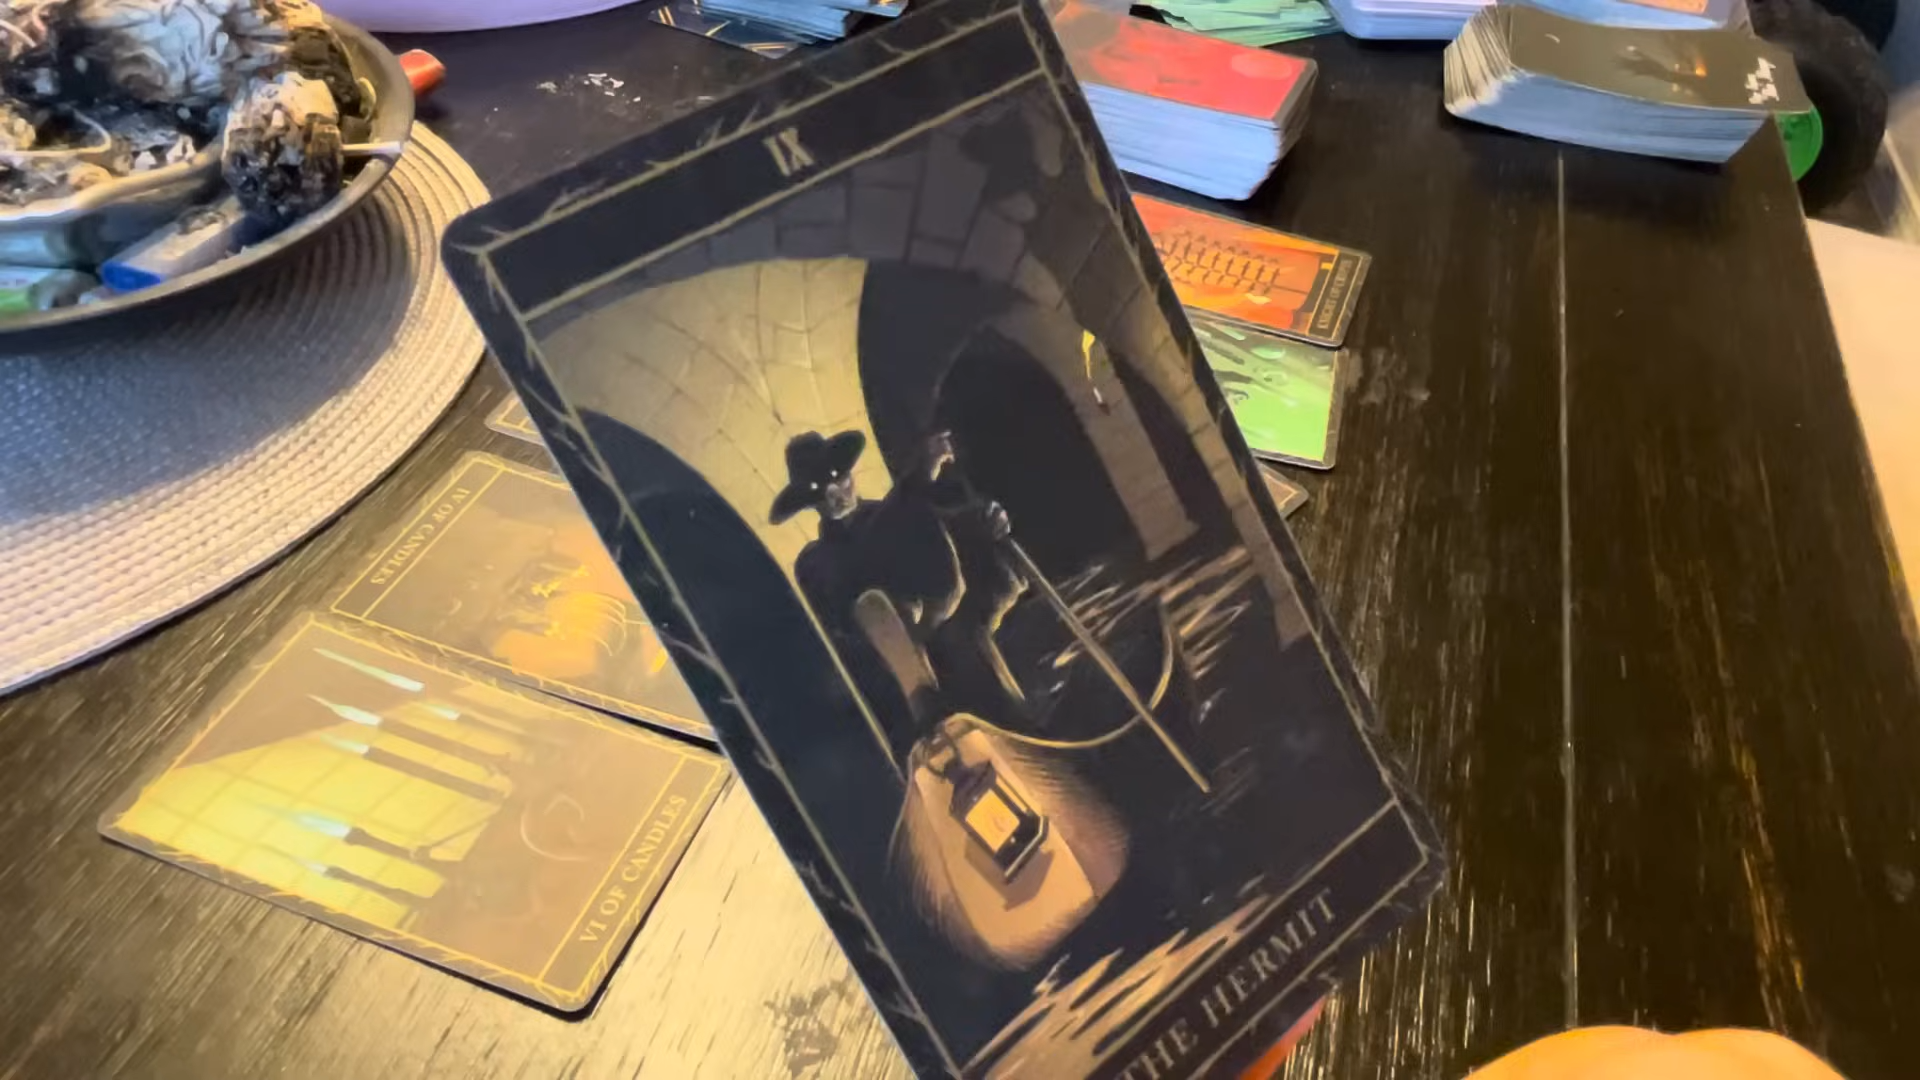 IX
THE HERMIT
VI OF CANDLES
IV OF CANDLES